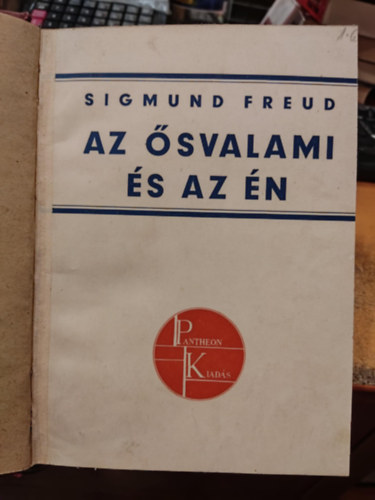 SIGMUND FREUD
AZ ŐSVALAMI
ÉS AZ ÉN
PANTHEON
KIADÁS